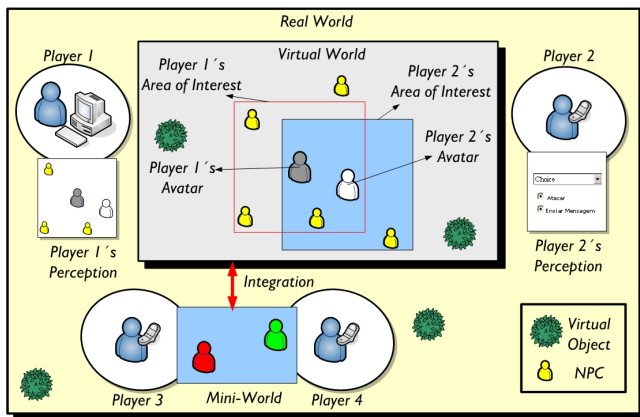 Real World
Player 1
Virtual World
Player 2
Player 1´s
Area of Interest
Player 2´s
Area of Interest
Player 1´s
Avatar
Player 2´s
Avatar
Choise
Atacar
Enviar Mensagem
Player 1´s
Perception
Player 2´s
Perception
Integration
Player 3
Mini-World
Player 4
Virtual
Object
NPC